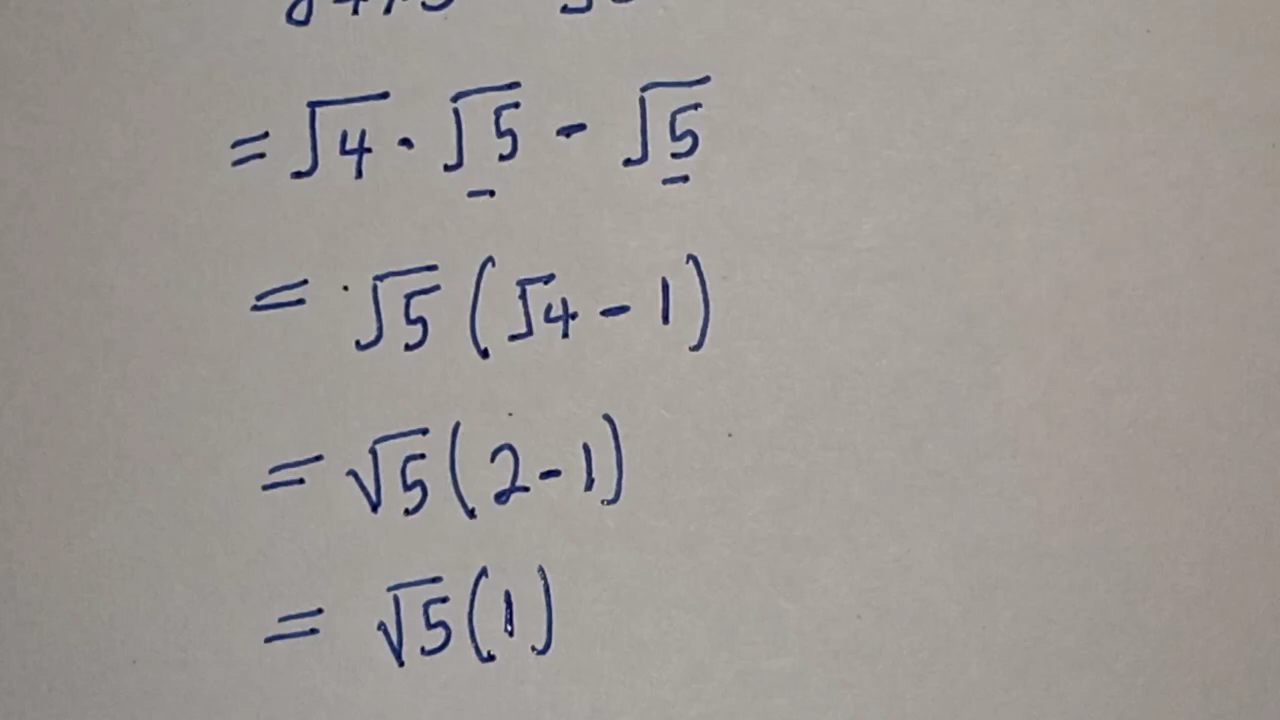 = √4 · √5 - √5
= √5 (√4 - 1)
= √5 (2 - 1)
= √5 (1)